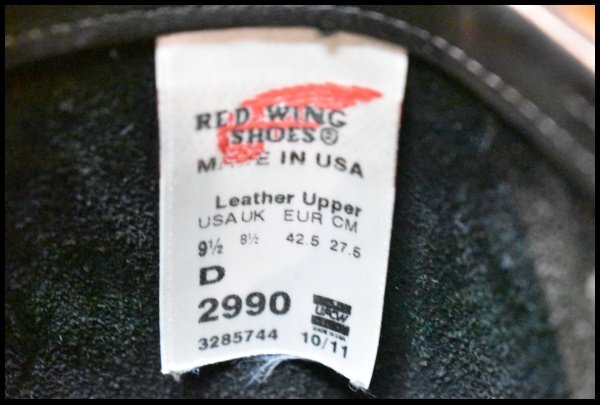 RED WING
SHOES®
MADE IN USA
Leather Upper
USA UK EUR CM
9½ 8½ 42.5 27.5
D
2990
UFCW
3285744 10/11